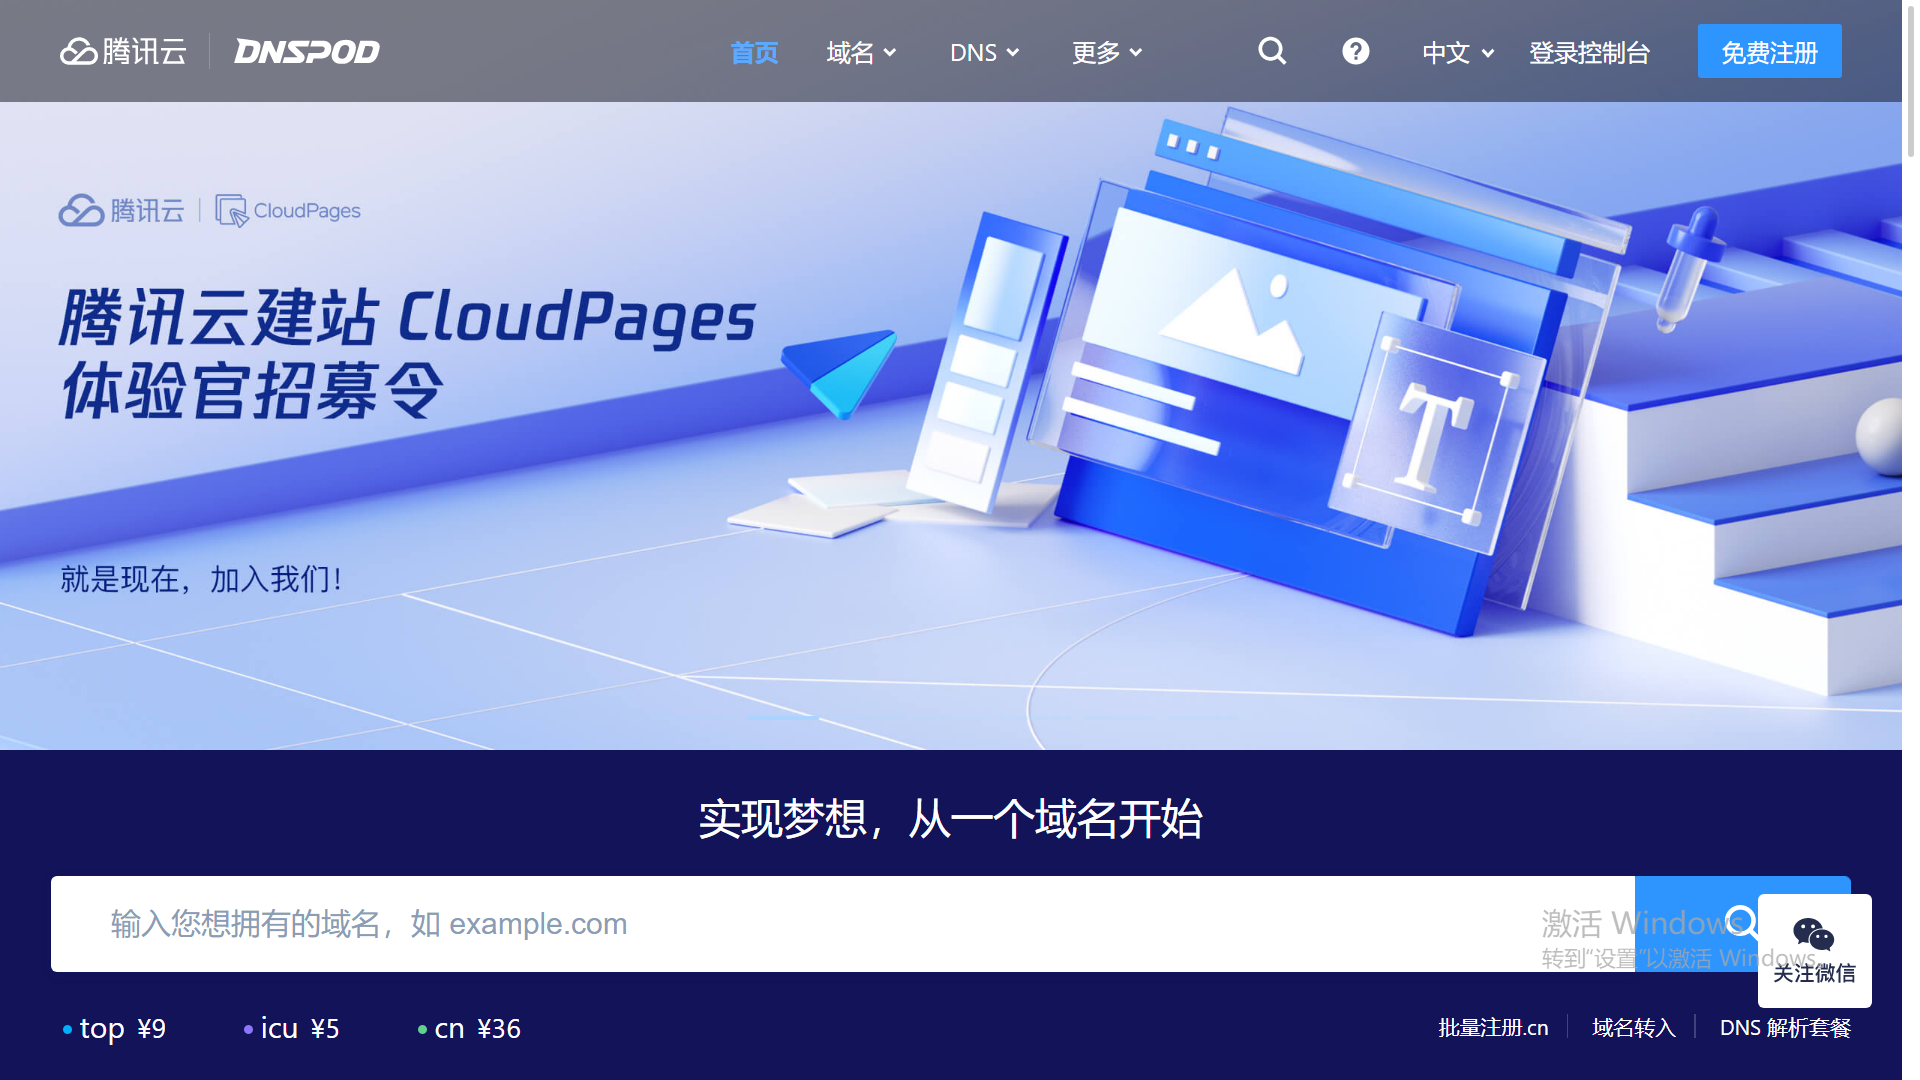 腾讯云 DNSPOD 首页 域名 DNS 更多 中文 登录控制台 免费注册
腾讯云 CloudPages
腾讯云建站 CloudPages
体验官招募令
就是现在，加入我们！
T
实现梦想，从一个域名开始
输入您想拥有的域名，如 example.com
激活 Windows
转到“设置”以激活 Windows。
关注微信
top ¥9 icu ¥5 cn ¥36
批量注册.cn 域名转入 DNS 解析套餐